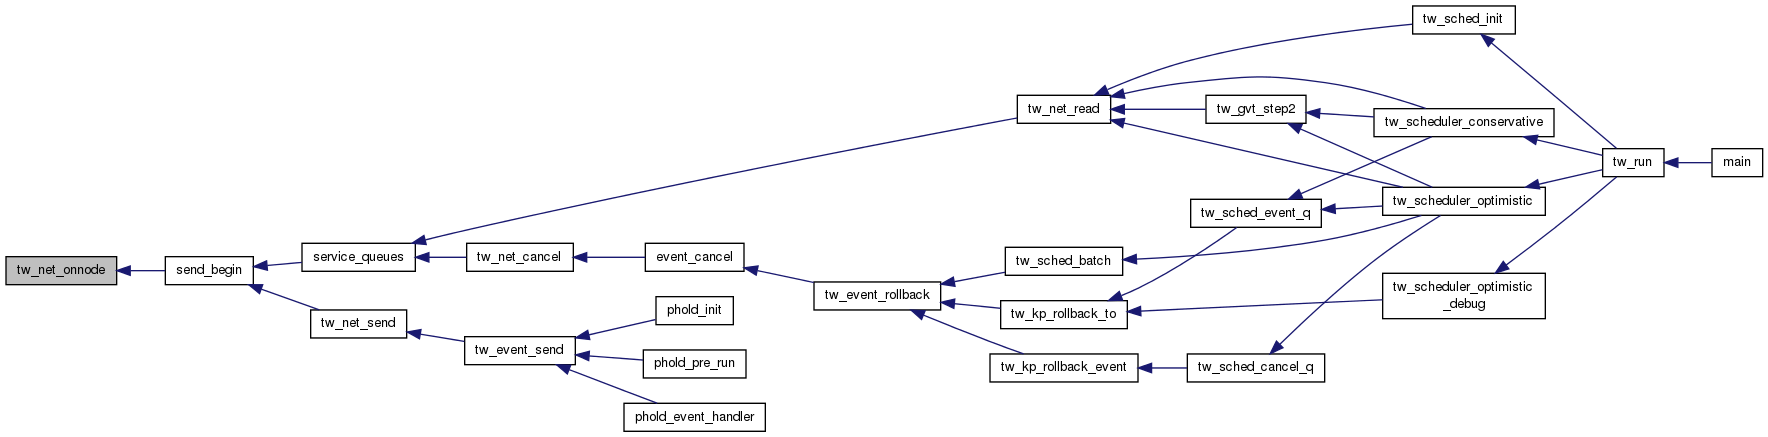 tw_sched_init
tw_net_read
tw_gvt_step2
tw_scheduler_conservative
tw_run
main
tw_scheduler_optimistic
tw_sched_event_q
service_queues
tw_net_cancel
event_cancel
tw_sched_batch
tw_net_onnode
send_begin
tw_event_rollback
tw_scheduler_optimistic
_debug
tw_kp_rollback_to
phold_init
tw_net_send
tw_event_send
phold_pre_run
tw_kp_rollback_event
tw_sched_cancel_q
phold_event_handler